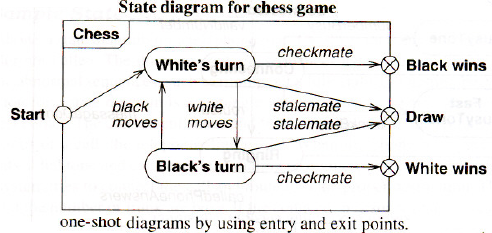 State diagram for chess game
Chess
White's turn
checkmate
Black wins
Start
black moves
white moves
stalemate
stalemate
Draw
Black's turn
checkmate
White wins
one-shot diagrams by using entry and exit points.